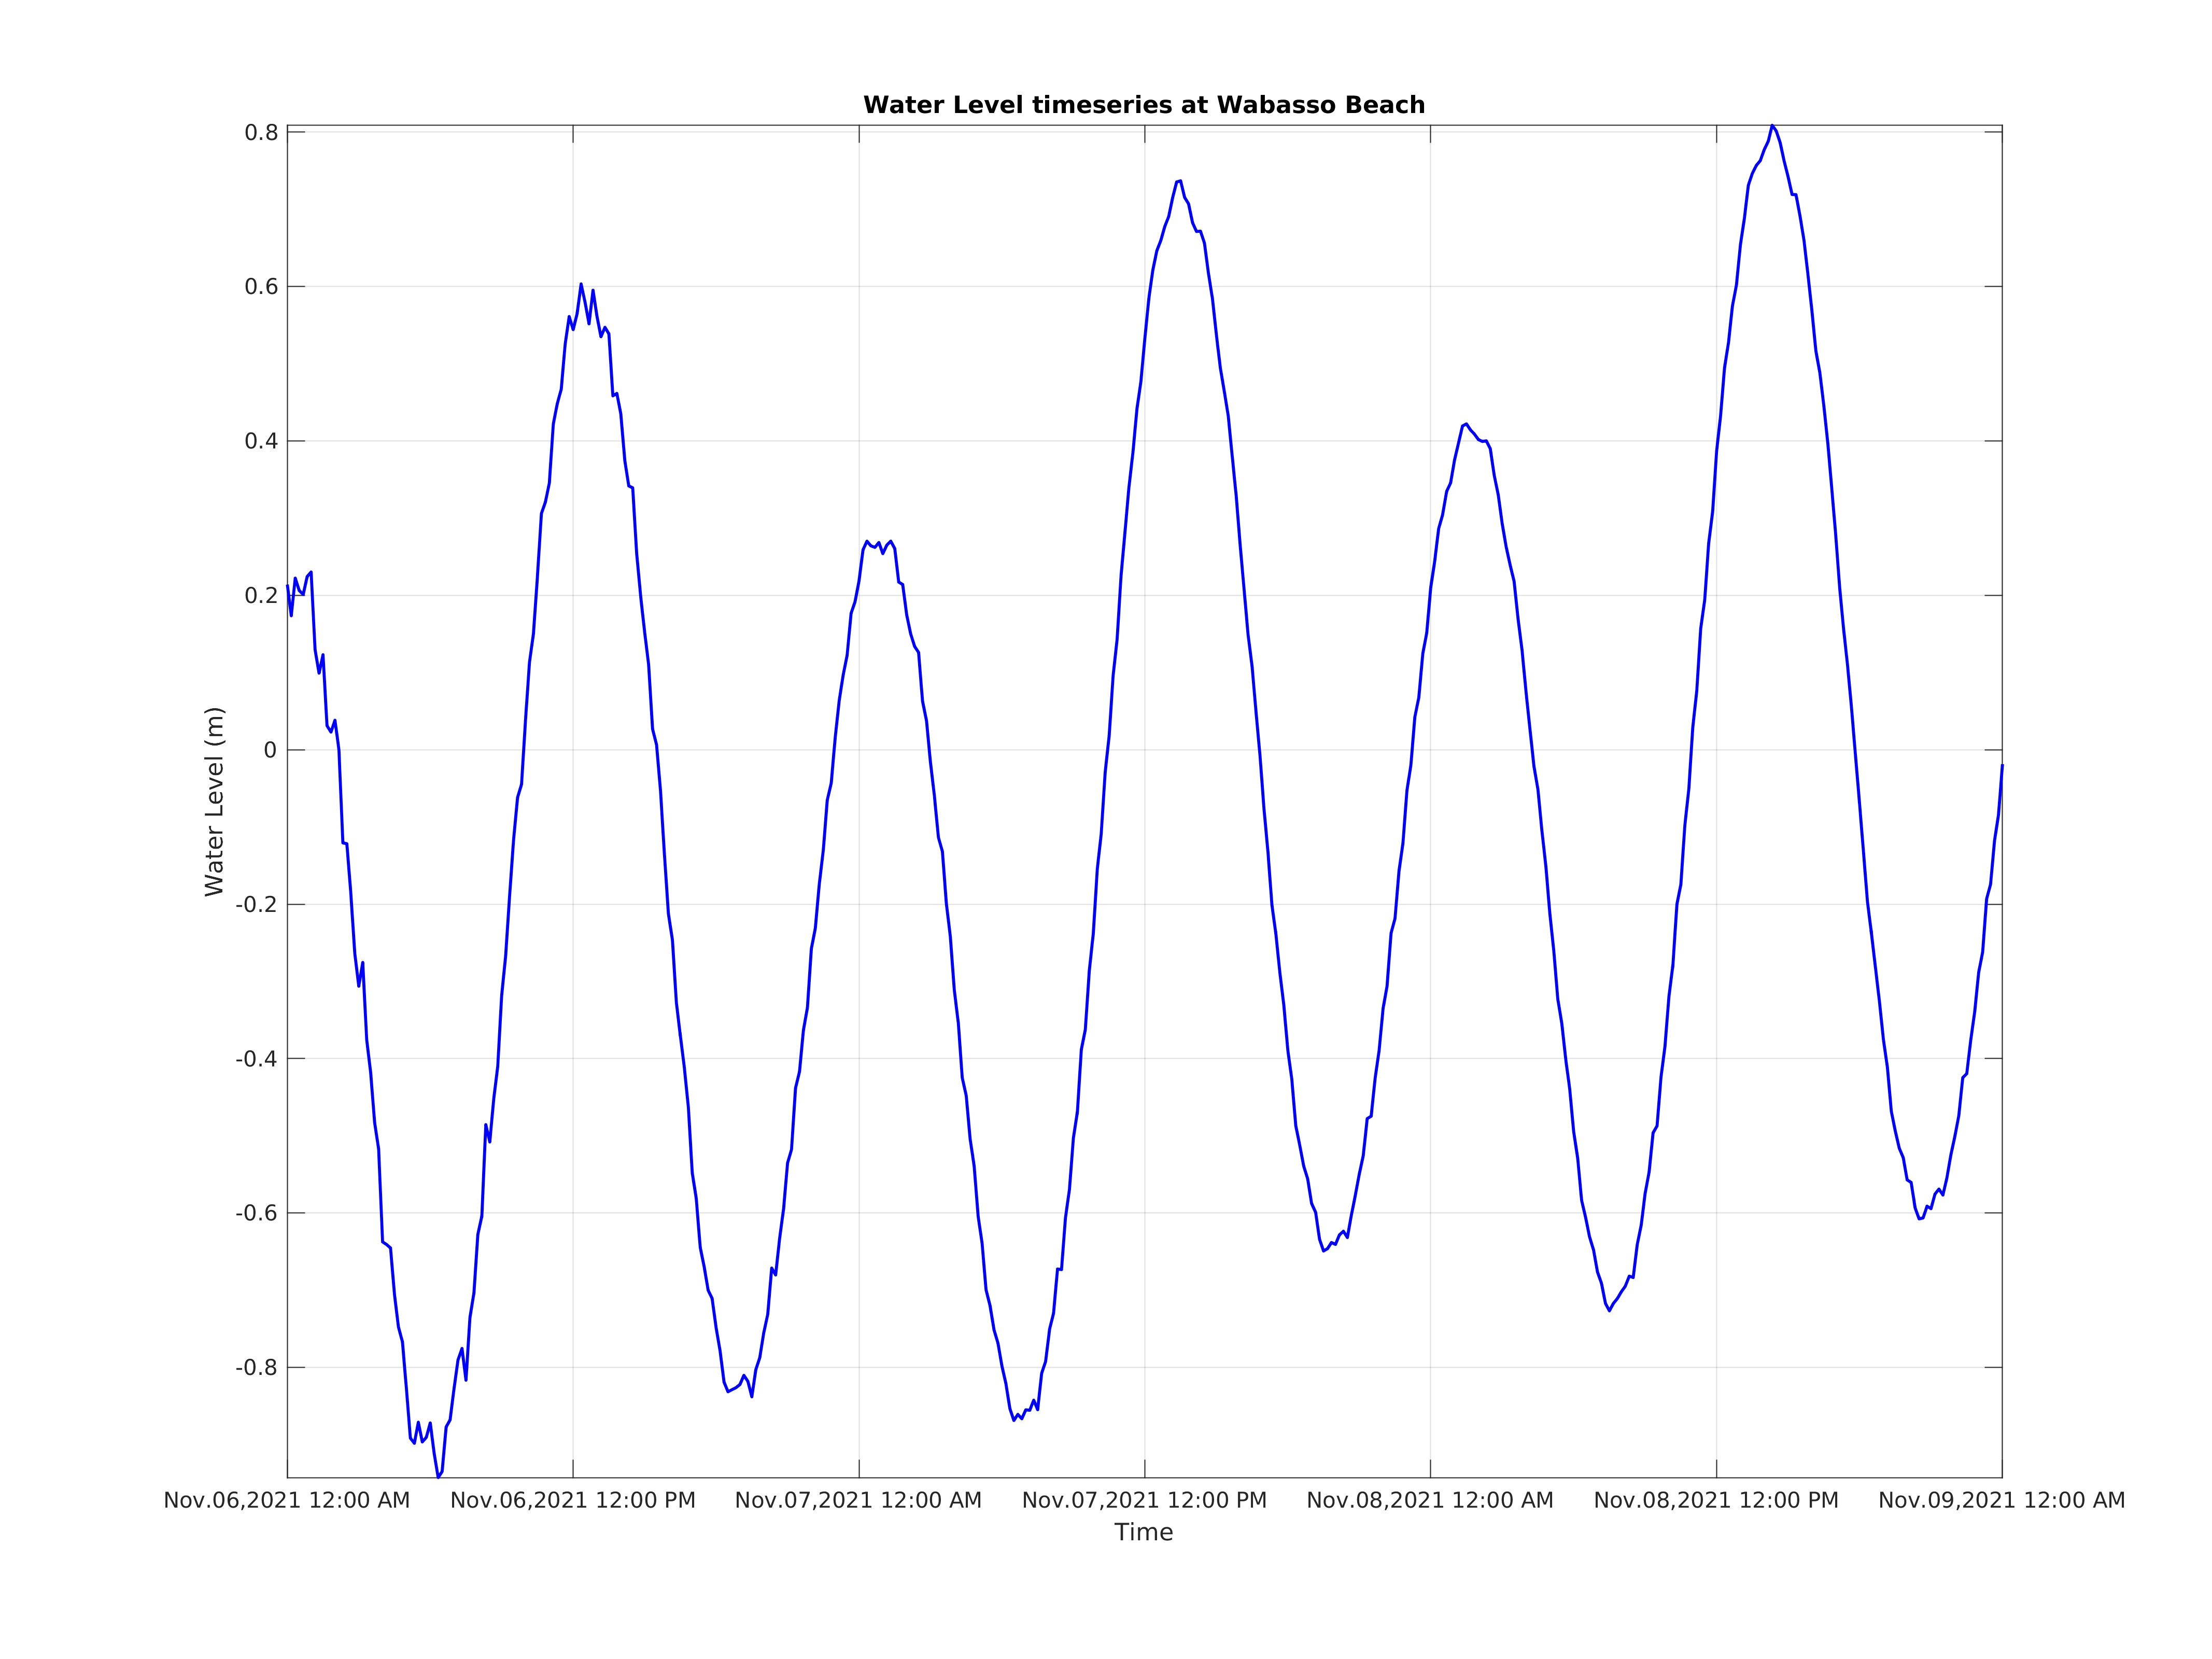 Water Level timeseries at Wabasso Beach
0.8
0.6
0.4
0.2
0
-0.2
-0.4
-0.6
-0.8
Water Level (m)
Nov.06,2021 12:00 AM Nov.06,2021 12:00 PM Nov.07,2021 12:00 AM Nov.07,2021 12:00 PM Nov.08,2021 12:00 AM Nov.08,2021 12:00 PM Nov.09,2021 12:00 AM
Time